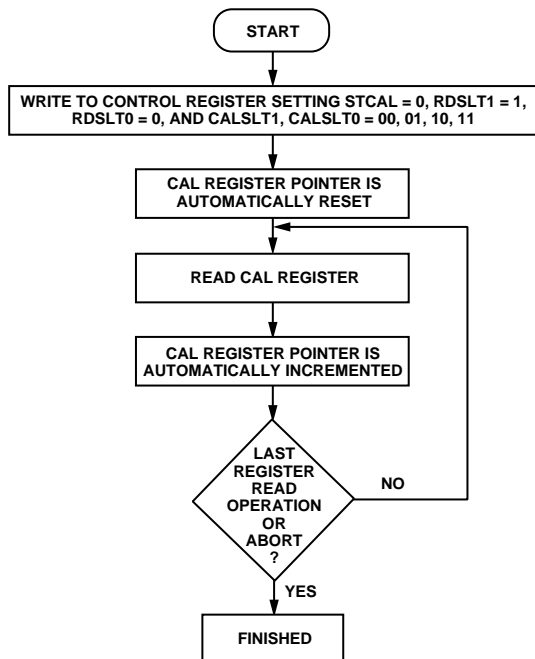 START
WRITE TO CONTROL REGISTER SETTING STCAL = 0, RDSLT1 = 1,
RDSLT0 = 0, AND CALSLT1, CALSLT0 = 00, 01, 10, 11
CAL REGISTER POINTER IS
AUTOMATICALLY RESET
READ CAL REGISTER
CAL REGISTER POINTER IS
AUTOMATICALLY INCREMENTED
LAST
REGISTER
READ
OPERATION
OR
ABORT
?
NO
YES
FINISHED